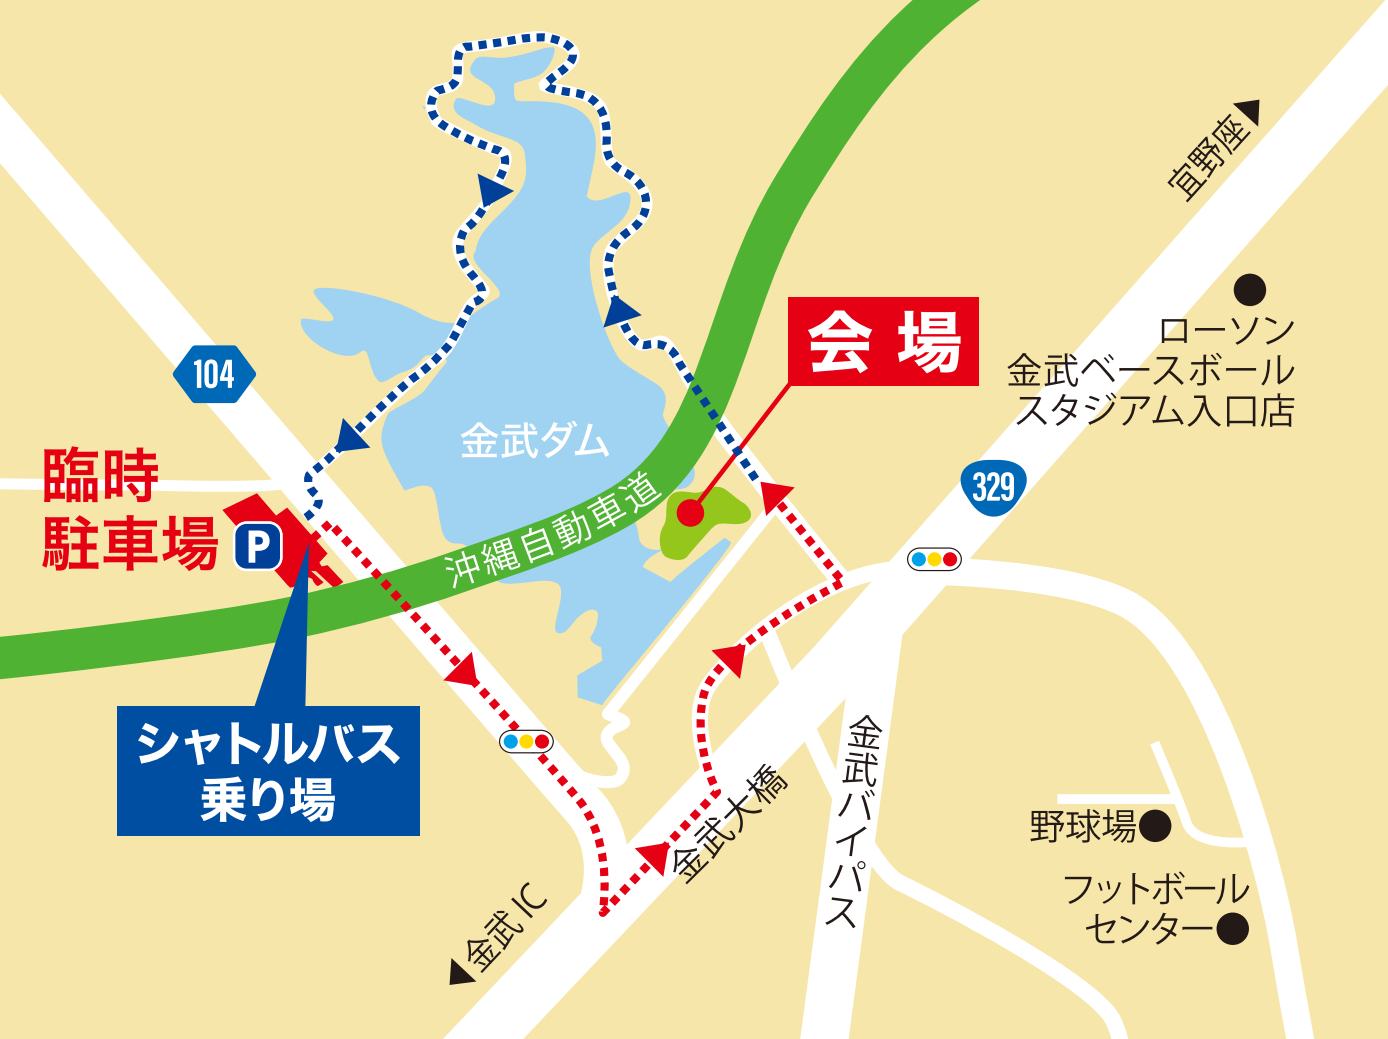 宜野座
ローソン
金武ベースボール
スタジアム入口店
会場
104
金武ダム
329
臨時
駐車場
P
沖縄自動車道
シャトルバス
乗り場
金武大橋
金武バイパス
野球場
フットボール
センター
金武IC